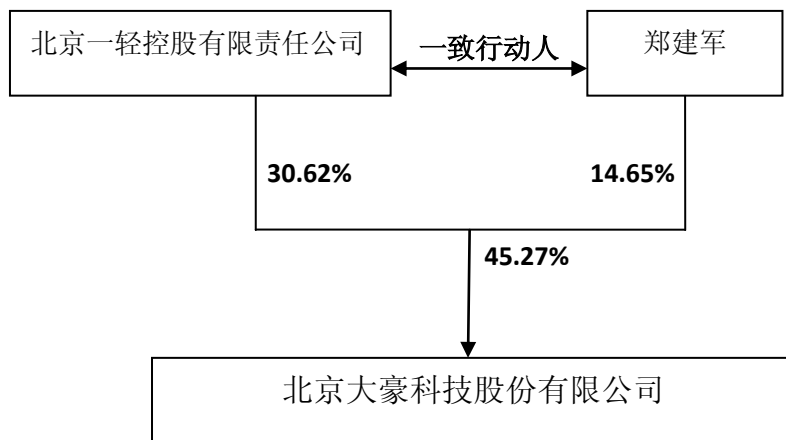 北京一轻控股有限责任公司
一致行动人
郑建军
30.62%
14.65%
45.27%
北京大豪科技股份有限公司